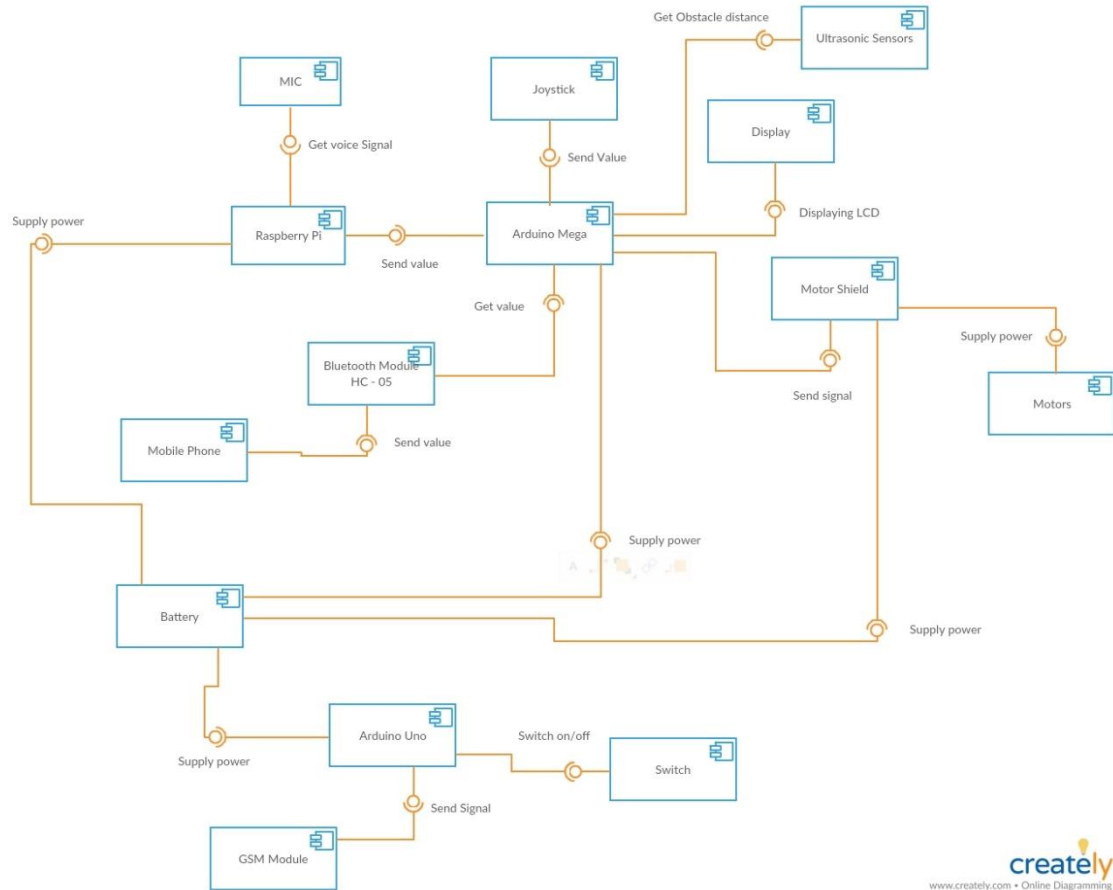 Get Obstacle distance
Ultrasonic Sensors
MIC
Joystick
Display
Get voice Signal
Send Value
Supply power
Displaying LCD
Raspberry Pi
Arduino Mega
Send value
Motor Shield
Get value
Supply power
Bluetooth Module
HC - 05
Send signal
Motors
Mobile Phone
Send value
Supply power
Battery
Supply power
Arduino Uno
Switch on/off
Supply power
Switch
Send Signal
GSM Module
creately
www.creately.com • Online Diagramming